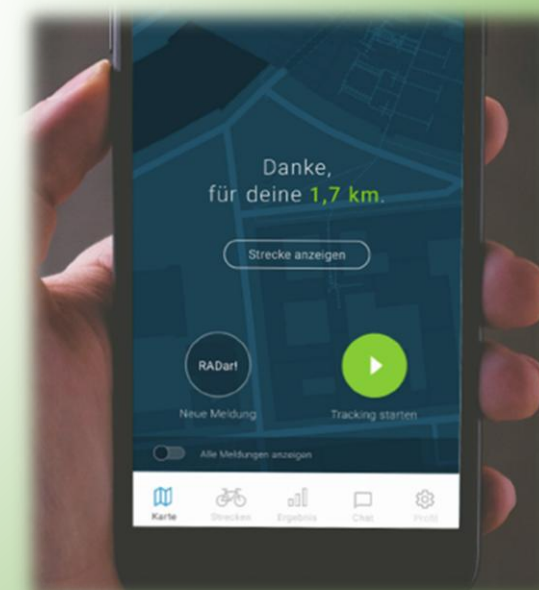 Danke,
für deine 1,7 km.
Strecke anzeigen
RADar!
Neue Meldung
Tracking starten
Alle Meldungen anzeigen
Karte
Strecken
Ergebnis
Chat
Profil